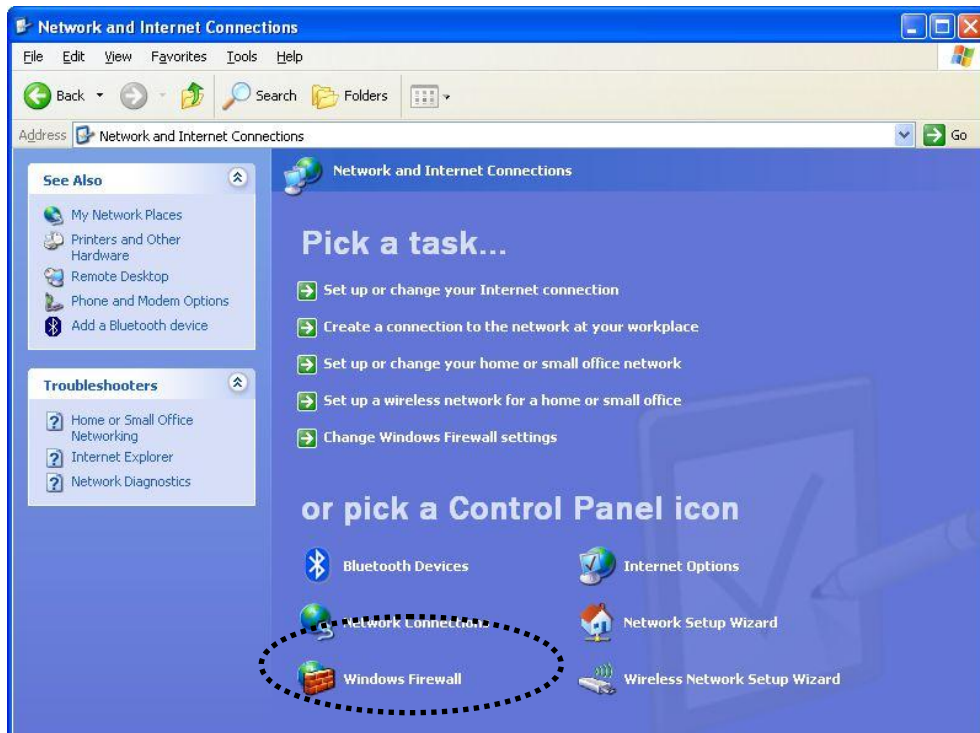 Network and Internet Connections
File Edit View Favorites Tools Help
Back Search Folders
Address Network and Internet Connections Go
See Also
My Network Places
Printers and Other
Hardware
Remote Desktop
Phone and Modem Options
Add a Bluetooth device
Troubleshooters
Home or Small Office
Networking
Internet Explorer
Network Diagnostics
Network and Internet Connections
Pick a task...
Set up or change your Internet connection
Create a connection to the network at your workplace
Set up or change your home or small office network
Set up a wireless network for a home or small office
Change Windows Firewall settings
or pick a Control Panel icon
Bluetooth Devices Internet Options
Network Connections Network Setup Wizard
Windows Firewall Wireless Network Setup Wizard